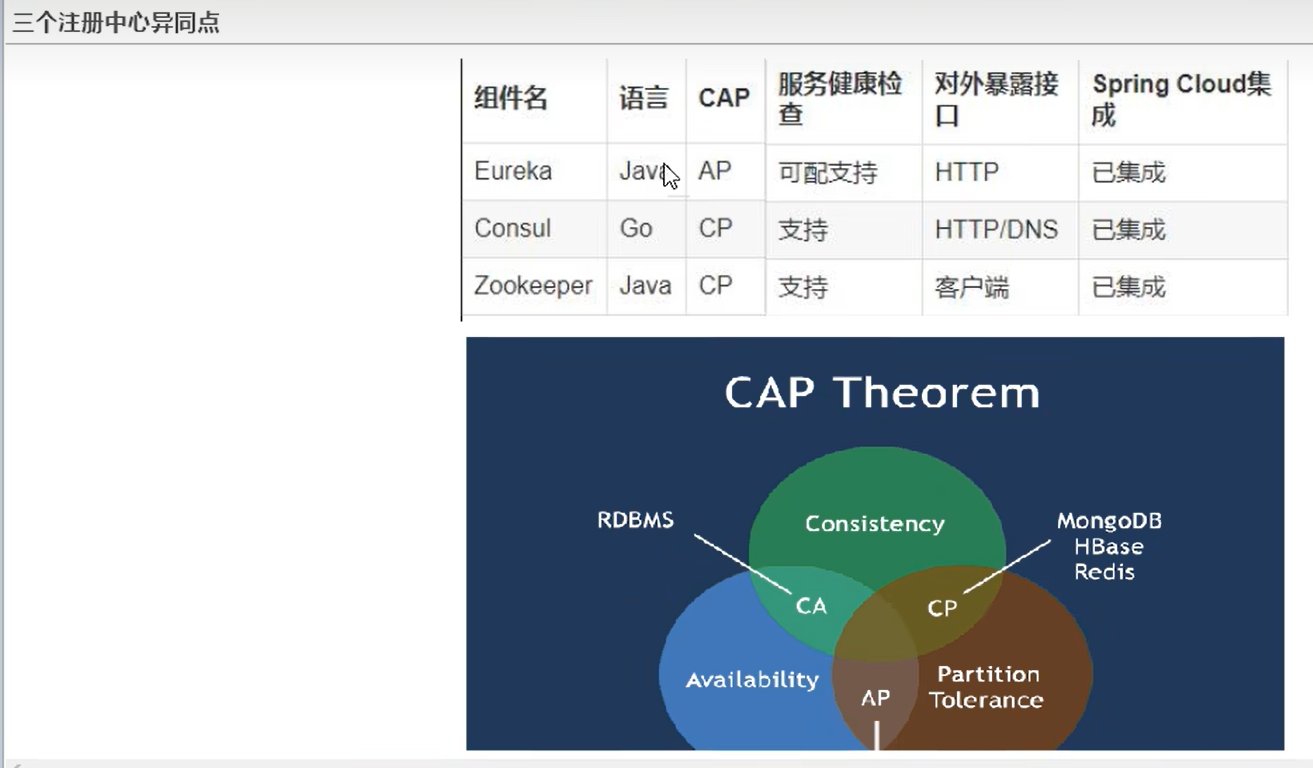 三个注册中心异同点
组件名 语言 CAP 服务健康检查 对外暴露接口 Spring Cloud集成
Eureka Java AP 可配支持 HTTP 已集成
Consul Go CP 支持 HTTP/DNS 已集成
Zookeeper Java CP 支持 客户端 已集成
CAP Theorem
RDBMS
Consistency
MongoDB
HBase
Redis
CA
CP
Availability
AP
Partition
Tolerance